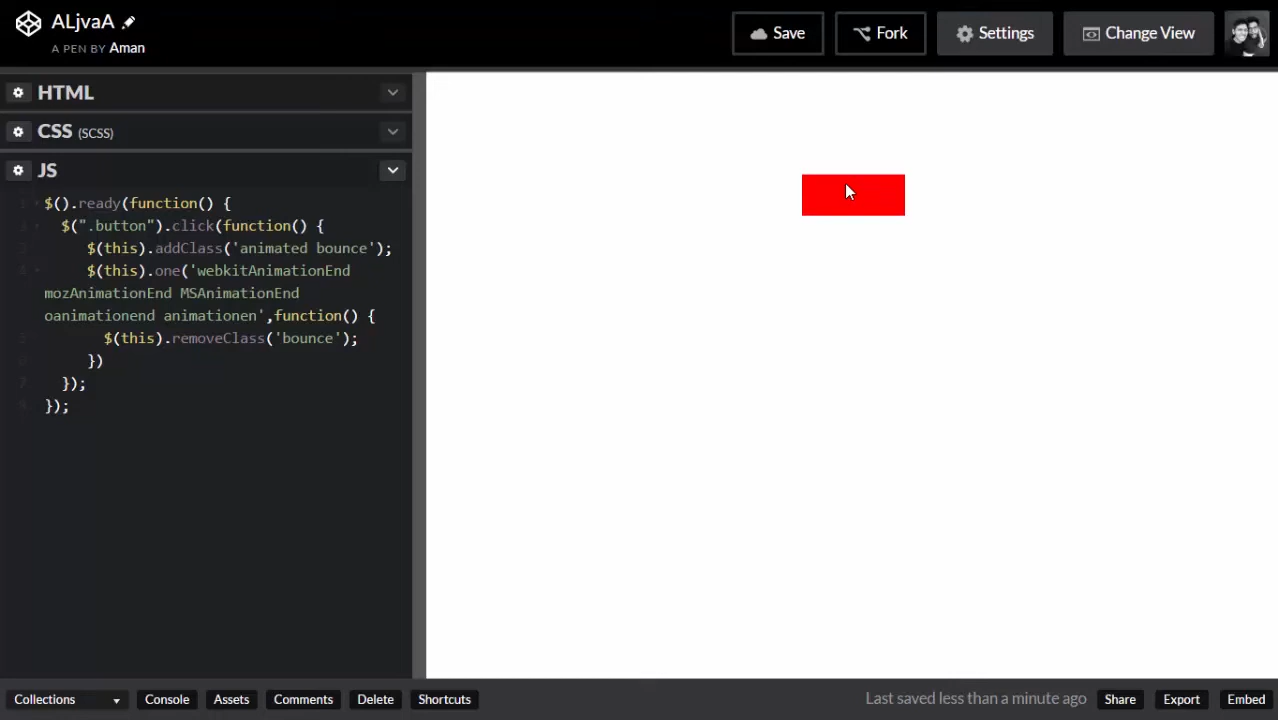 ALjvaA
A PEN BY Aman
Save
Fork
Settings
Change View
HTML
CSS (SCSS)
JS
$().ready(function() {
$(".button").click(function() {
$(this).addClass('animated bounce');
$(this).one('webkitAnimationEnd
mozAnimationEnd MSAnimationEnd
oanimationend animationen',function() {
$(this).removeClass('bounce');
})
});
});
Collections
Console
Assets
Comments
Delete
Shortcuts
Last saved less than a minute ago
Share
Export
Embed